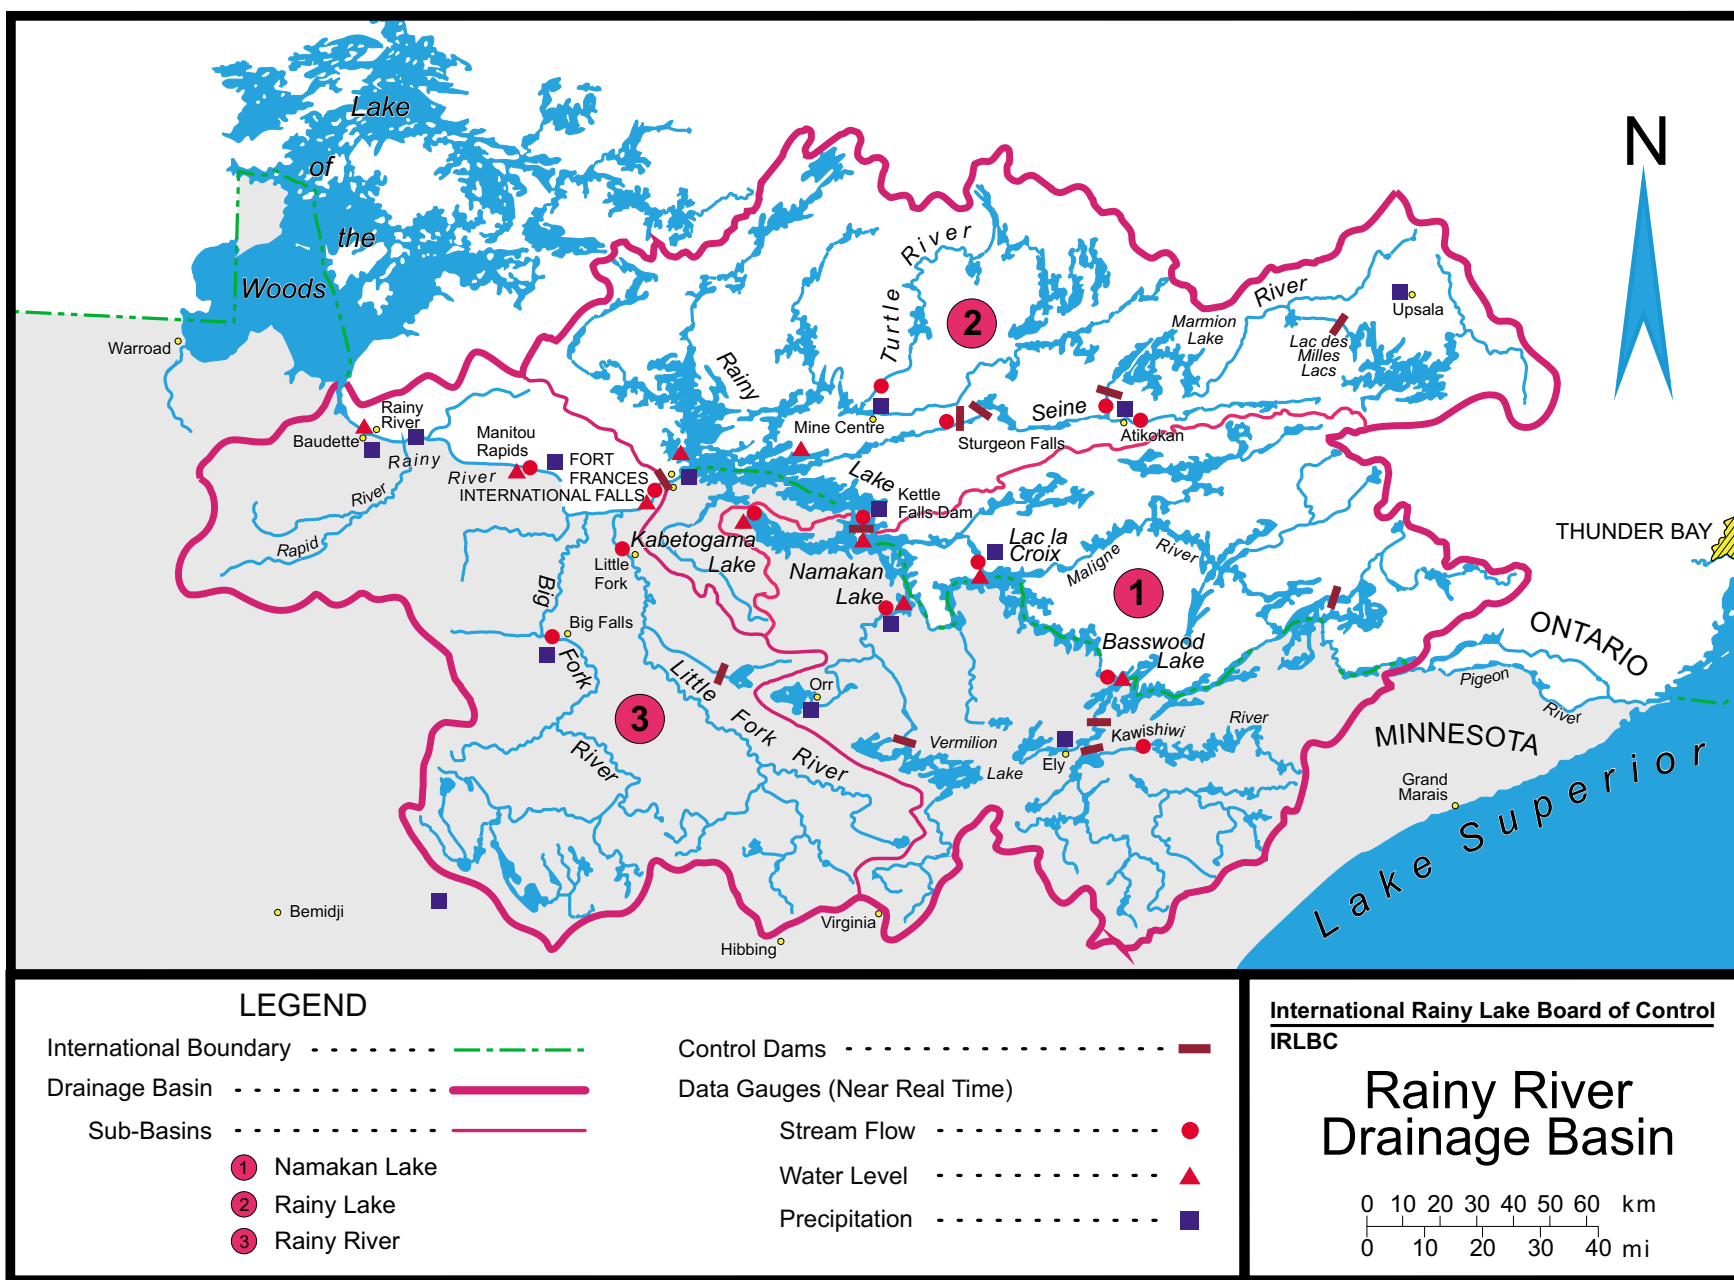 N
Lake
of
the
Woods
Warroad
River
Turtle
2
River
Marmion
Lake
Upsala
Lac des
Milles
Lacs
Rainy
Rainy
River
Baudette
Manitou
Rapids
Mine Centre
Seine
Sturgeon Falls
Atikokan
Rainy
River
FORT
FRANCES
INTERNATIONAL FALLS
Lake
Kettle
Falls Dam
River
Rapid
Kabetogama
Lake
Lac la
Croix
Maligne
River
THUNDER BAY
Little
Fork
Namakan
Lake
1
Big
Fork
Big Falls
Basswood
Lake
ONTARIO
Little
Fork
River
Orr
Pigeon
River
3
River
Vermilion
Lake
Kawishiwi
River
Ely
MINNESOTA
Grand
Marais
Lake Superior
Bemidji
Virginia
Hibbing
LEGEND
International Boundary
Drainage Basin
Sub-Basins
1 Namakan Lake
2 Rainy Lake
3 Rainy River
Control Dams
Data Gauges (Near Real Time)
Stream Flow
Water Level
Precipitation
International Rainy Lake Board of Control
IRLBC
Rainy River
Drainage Basin
0 10 20 30 40 50 60 km
0 10 20 30 40 mi